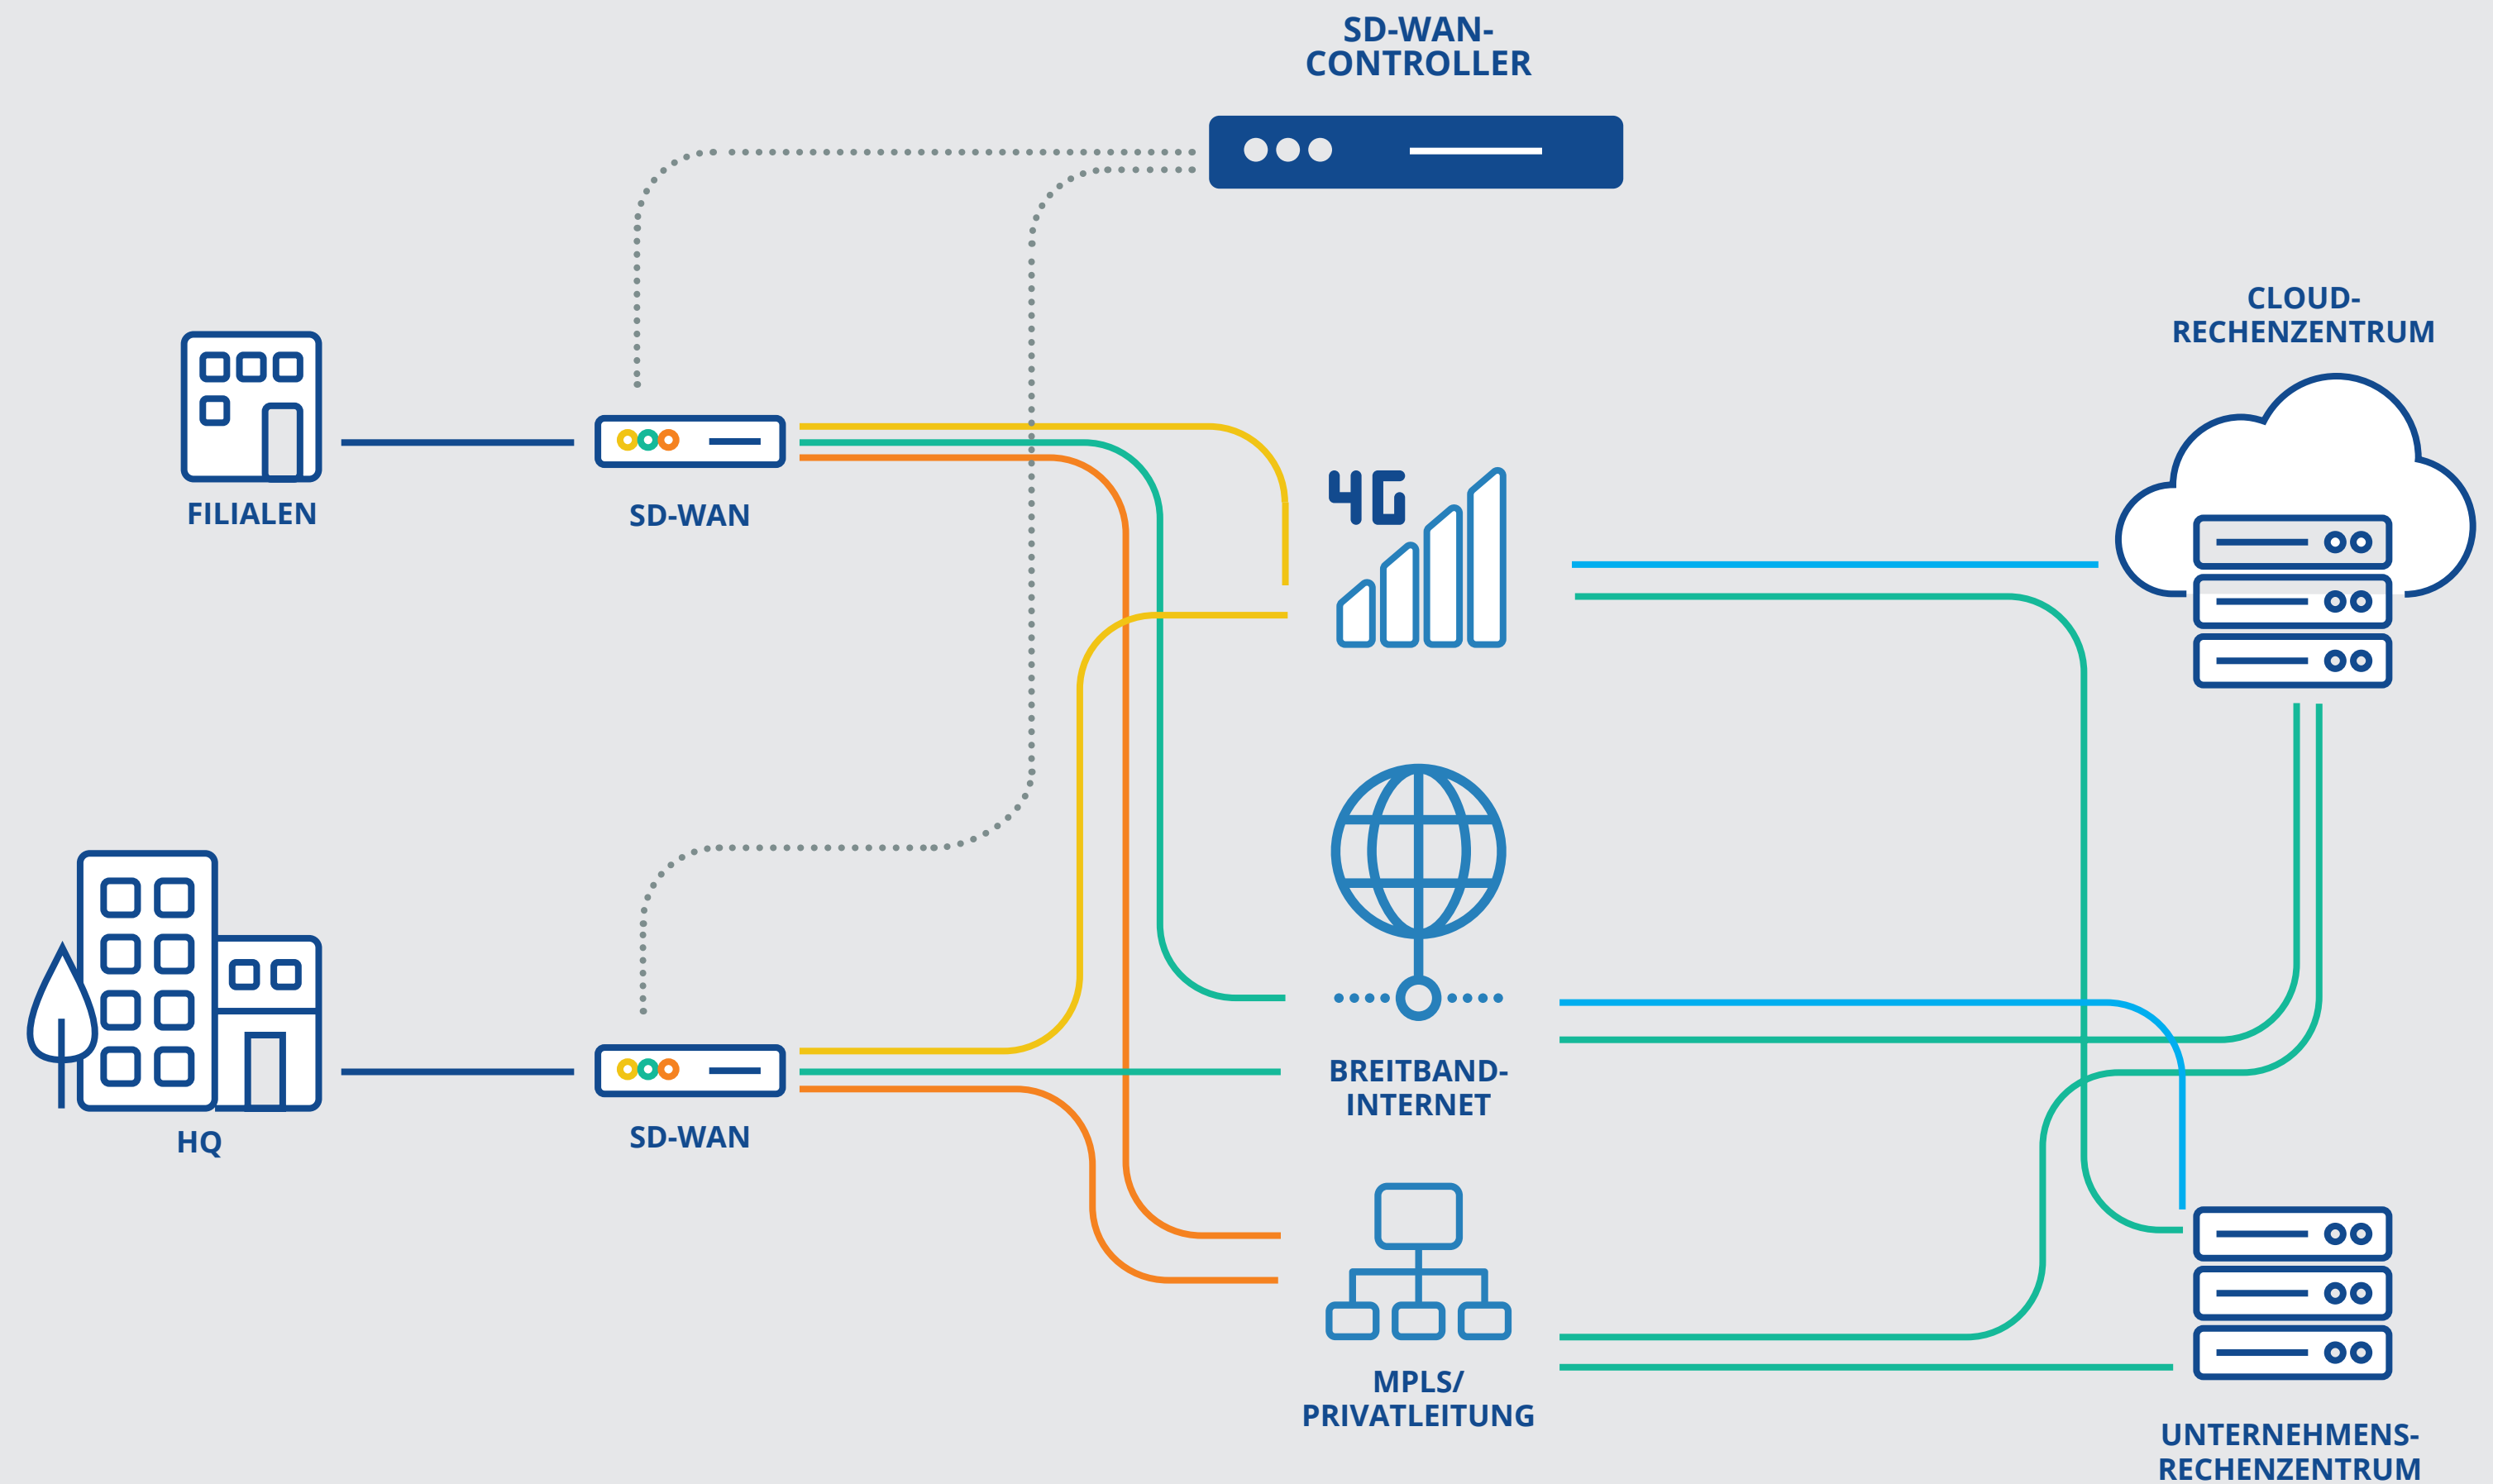 SD-WAN-
CONTROLLER
CLOUD-
RECHENZENTRUM
FILIALEN
SD-WAN
4G
BREITBAND-
INTERNET
HQ
SD-WAN
MPLS/
PRIVATLEITUNG
UNTERNEHMENS-
RECHENZENTRUM